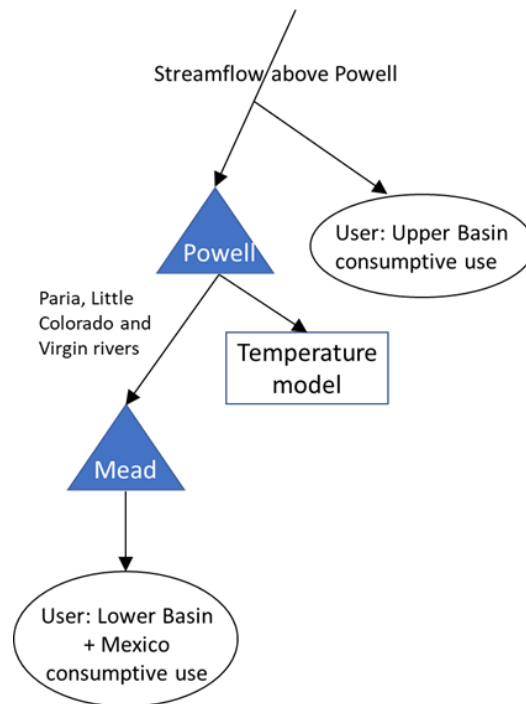 Streamflow above Powell
Powell
User: Upper Basin
consumptive use
Paria, Little
Colorado and
Virgin rivers
Temperature
model
Mead
User: Lower Basin
+ Mexico
consumptive use